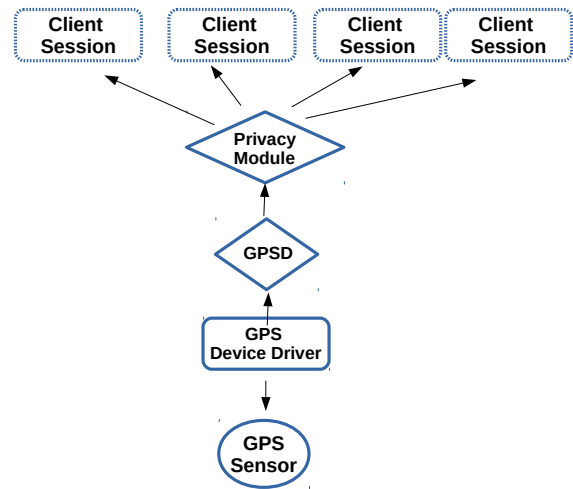 Client
Session
Client
Session
Client
Session
Client
Session
Privacy
Module
GPSD
GPS
Device Driver
GPS
Sensor